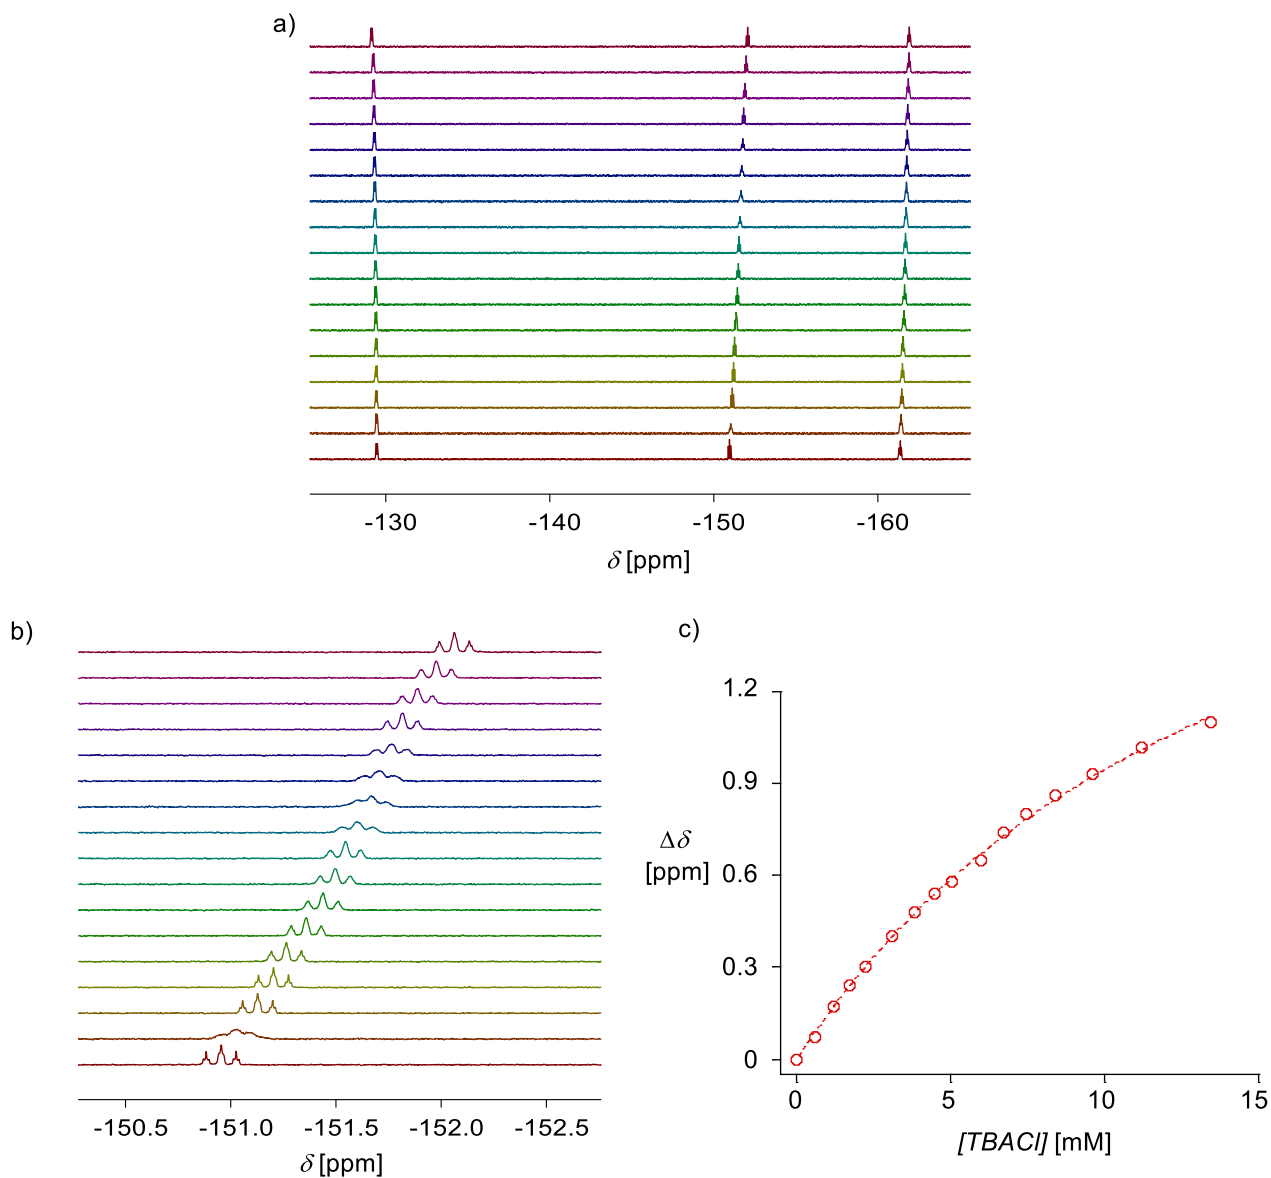 a)
-130 -140 -150 -160
δ [ppm]
b)
-150.5 -151.0 -151.5 -152.0 -152.5
δ [ppm]
c)
1.2
0.9
Δδ
[ppm]
0.6
0.3
0
0 5 10 15
[TBACl] [mM]